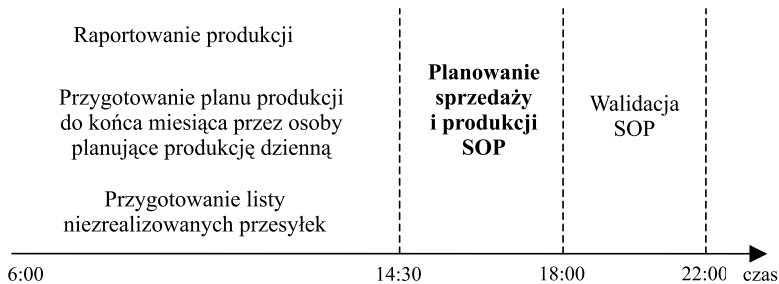 Raportowanie produkcji
Przygotowanie planu produkcji
do końca miesiąca przez osoby
planujące produkcję dzienną
Przygotowanie listy
niezrealizowanych przesyłek
Planowanie
sprzedaży
i produkcji
SOP
Walidacja
SOP
6:00
14:30
18:00
22:00
czas